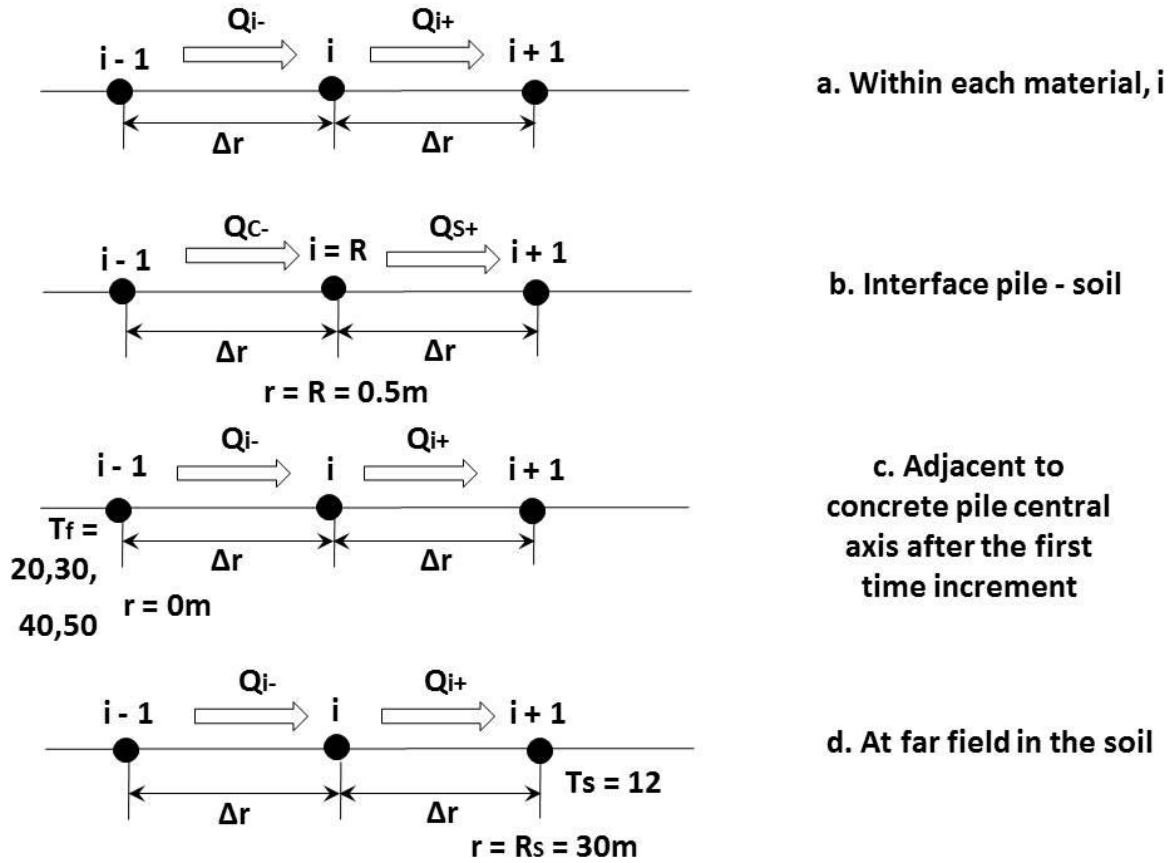 Qi- Qi+
i - 1 i i + 1
Δr Δr
a. Within each material, i
QC- QS+
i - 1 i = R i + 1
Δr Δr
b. Interface pile - soil
r = R = 0.5m
Qi- Qi+
i - 1 i i + 1
Tf =
20,30,
40,50
Δr Δr
r = 0m
c. Adjacent to
concrete pile central
axis after the first
time increment
Qi- Qi+
i - 1 i i + 1
Δr Δr
Ts = 12
r = Rs = 30m
d. At far field in the soil